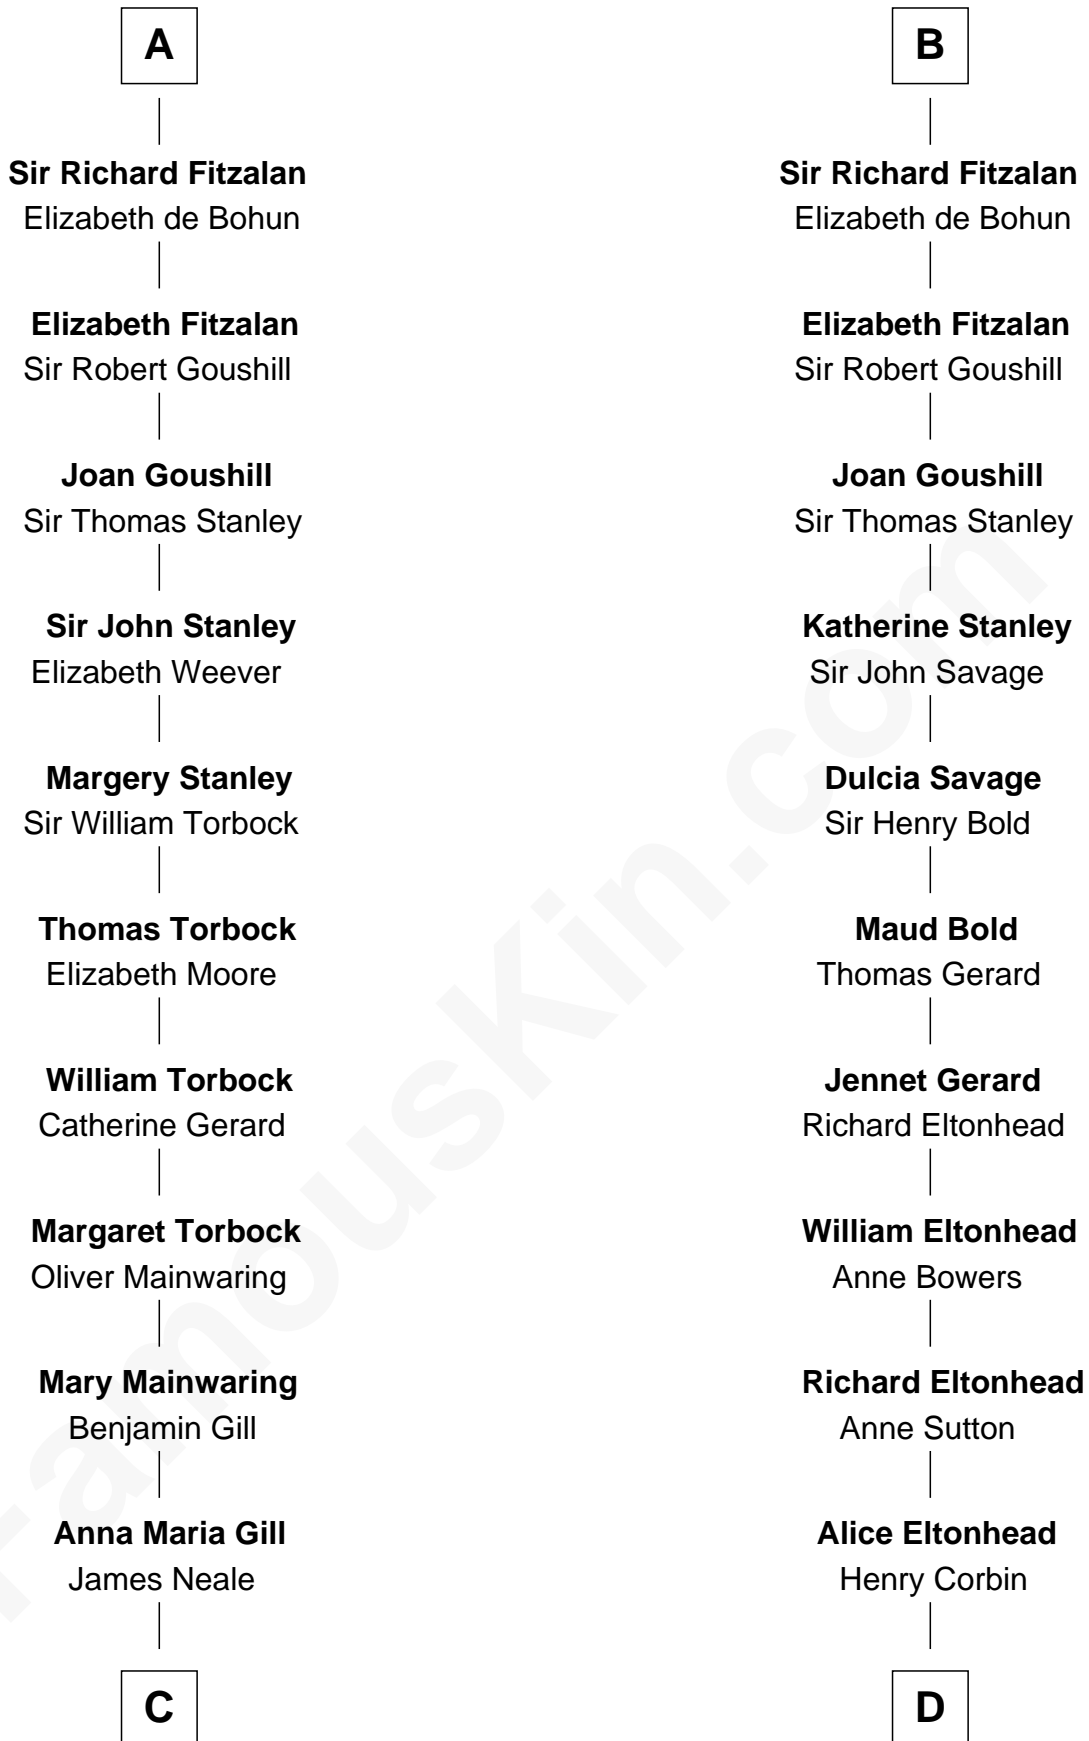 A
Sir Richard Fitzalan
Elizabeth de Bohun
Elizabeth Fitzalan
Sir Robert Goushill
Joan Goushill
Sir Thomas Stanley
Sir John Stanley
Elizabeth Weever
Margery Stanley
Sir William Torbock
Thomas Torbock
Elizabeth Moore
William Torbock
Catherine Gerard
Margaret Torbock
Oliver Mainwaring
Mary Mainwaring
Benjamin Gill
Anna Maria Gill
James Neale
C
B
Sir Richard Fitzalan
Elizabeth de Bohun
Elizabeth Fitzalan
Sir Robert Goushill
Joan Goushill
Sir Thomas Stanley
Katherine Stanley
Sir John Savage
Dulcia Savage
Sir Henry Bold
Maud Bold
Thomas Gerard
Jennet Gerard
Richard Eltonhead
William Eltonhead
Anne Bowers
Richard Eltonhead
Anne Sutton
Alice Eltonhead
Henry Corbin
D
FamousKin.com